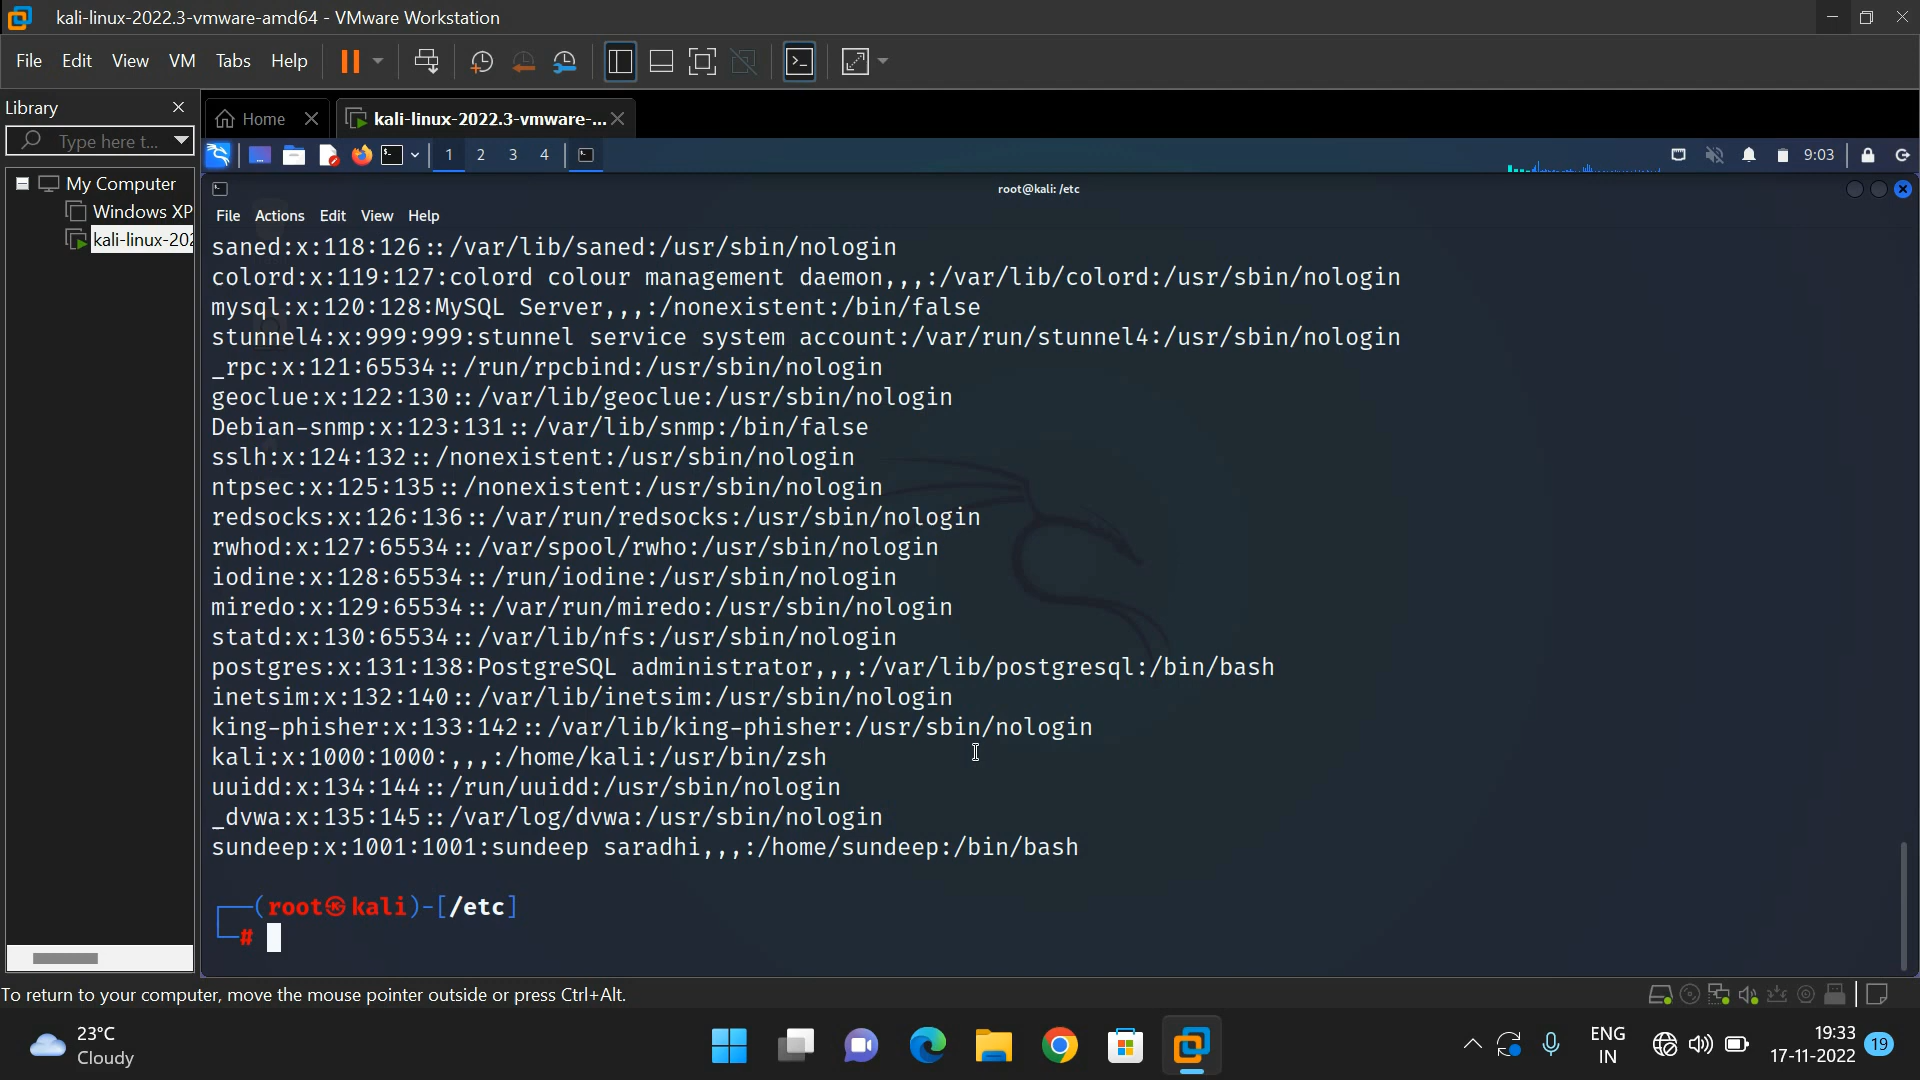 kali-linux-2022.3-vmware-amd64 - VMware Workstation
File Edit View VM Tabs Help
Library
Home
kali-linux-2022.3-vmware-...
Type here t...
1 2 3 4
9:03
My Computer
Windows XP
kali-linux-202
root@kali: /etc
File Actions Edit View Help
saned:x:118:126::/var/lib/saned:/usr/sbin/nologin
colord:x:119:127:colord colour management daemon,,,:/var/lib/colord:/usr/sbin/nologin
mysql:x:120:128:MySQL Server,,,:/nonexistent:/bin/false
stunnel4:x:999:999:stunnel service system account:/var/run/stunnel4:/usr/sbin/nologin
_rpc:x:121:65534::/run/rpcbind:/usr/sbin/nologin
geoclue:x:122:130::/var/lib/geoclue:/usr/sbin/nologin
Debian-snmp:x:123:131::/var/lib/snmp:/bin/false
sslh:x:124:132::/nonexistent:/usr/sbin/nologin
ntpsec:x:125:135::/nonexistent:/usr/sbin/nologin
redsocks:x:126:136::/var/run/redsocks:/usr/sbin/nologin
rwhod:x:127:65534::/var/spool/rwho:/usr/sbin/nologin
iodine:x:128:65534::/run/iodine:/usr/sbin/nologin
miredo:x:129:65534::/var/run/miredo:/usr/sbin/nologin
statd:x:130:65534::/var/lib/nfs:/usr/sbin/nologin
postgres:x:131:138:PostgreSQL administrator,,,:/var/lib/postgresql:/bin/bash
inetsim:x:132:140::/var/lib/inetsim:/usr/sbin/nologin
king-phisher:x:133:142::/var/lib/king-phisher:/usr/sbin/nologin
kali:x:1000:1000:,,,:/home/kali:/usr/bin/zsh
uuidd:x:134:144::/run/uuidd:/usr/sbin/nologin
_dvwa:x:135:145::/var/log/dvwa:/usr/sbin/nologin
sundeep:x:1001:1001:sundeep saradhi,,,:/home/sundeep:/bin/bash
┌──(root㉿kali)-[/etc]
└─#
To return to your computer, move the mouse pointer outside or press Ctrl+Alt.
23°C
Cloudy
ENG
IN
19:33
17-11-2022
19